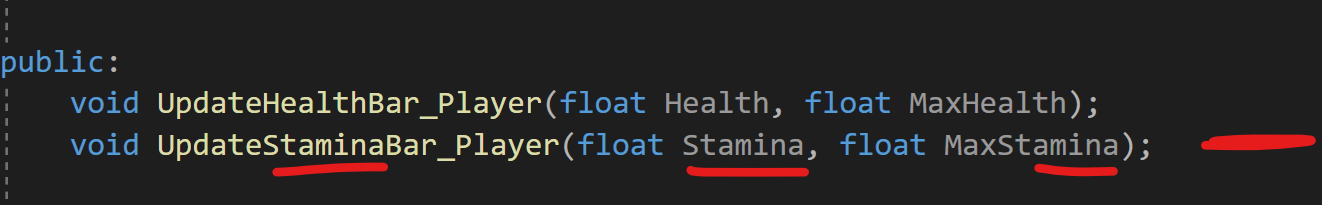 public:
void UpdateHealthBar_Player(float Health, float MaxHealth);
void UpdateStaminaBar_Player(float Stamina, float MaxStamina);